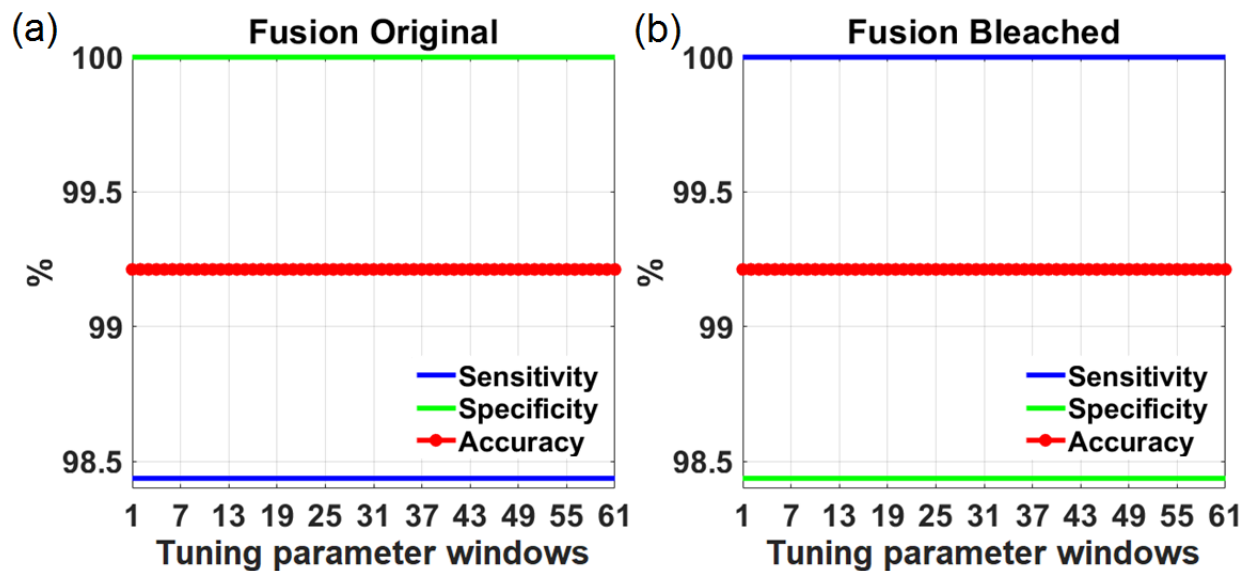 (a)
Fusion Original
100
99.5
99
98.5
%
Sensitivity
Specificity
Accuracy
1 7 13 19 25 31 37 43 49 55 61
Tuning parameter windows
(b)
Fusion Bleached
100
99.5
99
98.5
%
Sensitivity
Specificity
Accuracy
1 7 13 19 25 31 37 43 49 55 61
Tuning parameter windows